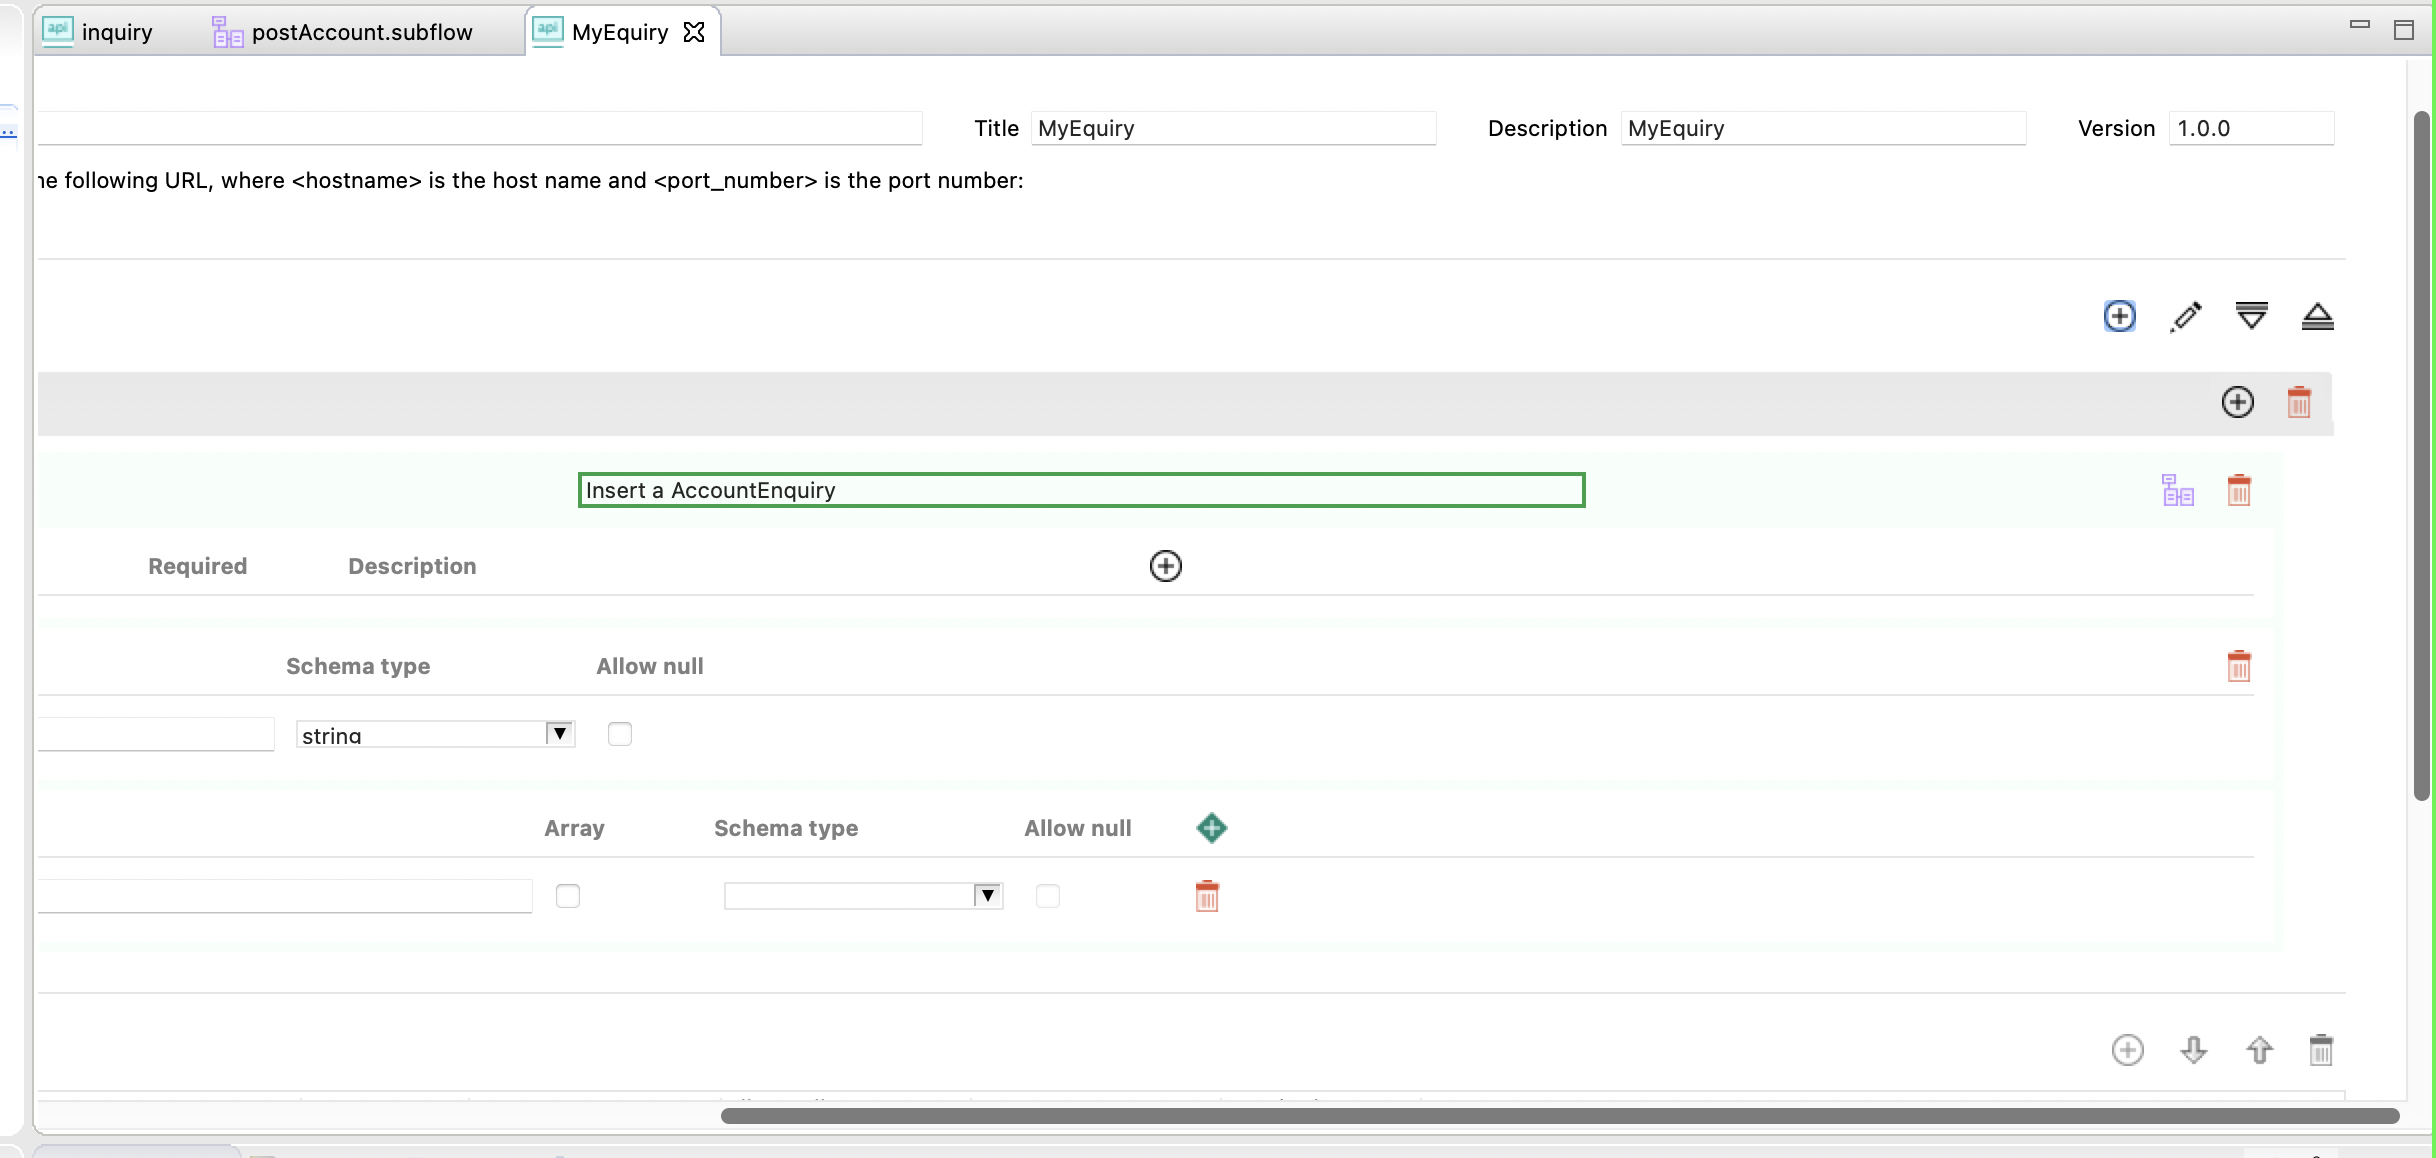 inquiry postAccount.subflow MyEquiry
Title MyEquiry Description MyEquiry Version 1.0.0
he following URL, where <hostname> is the host name and <port_number> is the port number:
Insert a AccountEnquiry
Required Description
Schema type Allow null
string
Array Schema type Allow null